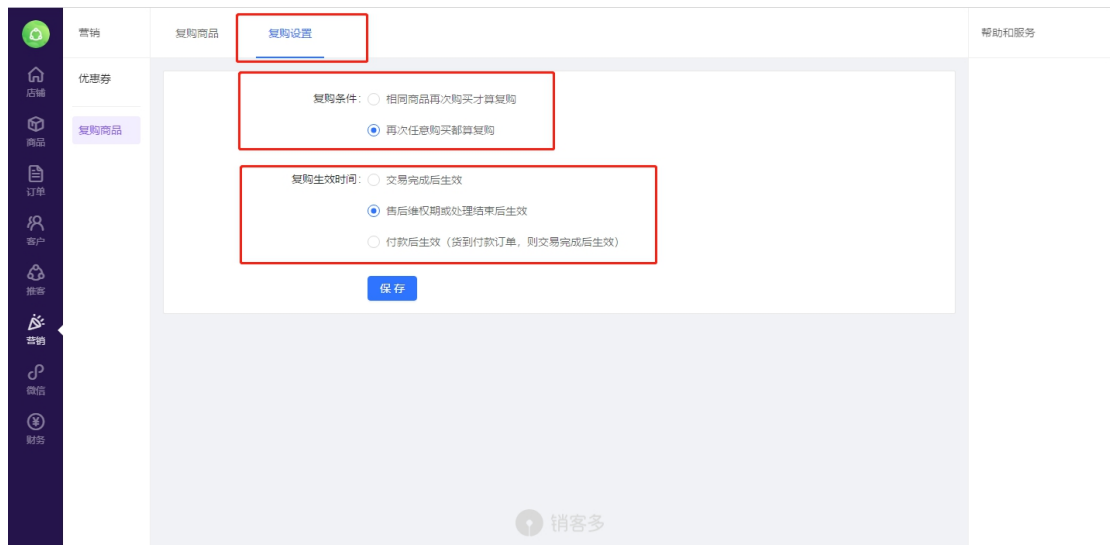 营销
复购商品
复购设置
帮助和服务
店铺
商品
订单
客户
推客
营销
微信
财务
优惠券
复购商品
复购条件：
相同商品再次购买才算复购
再次任意购买都算复购
复购生效时间：
交易完成后生效
售后维权期或处理结束后生效
付款后生效（货到付款订单，则交易完成后生效）
保存
销客多